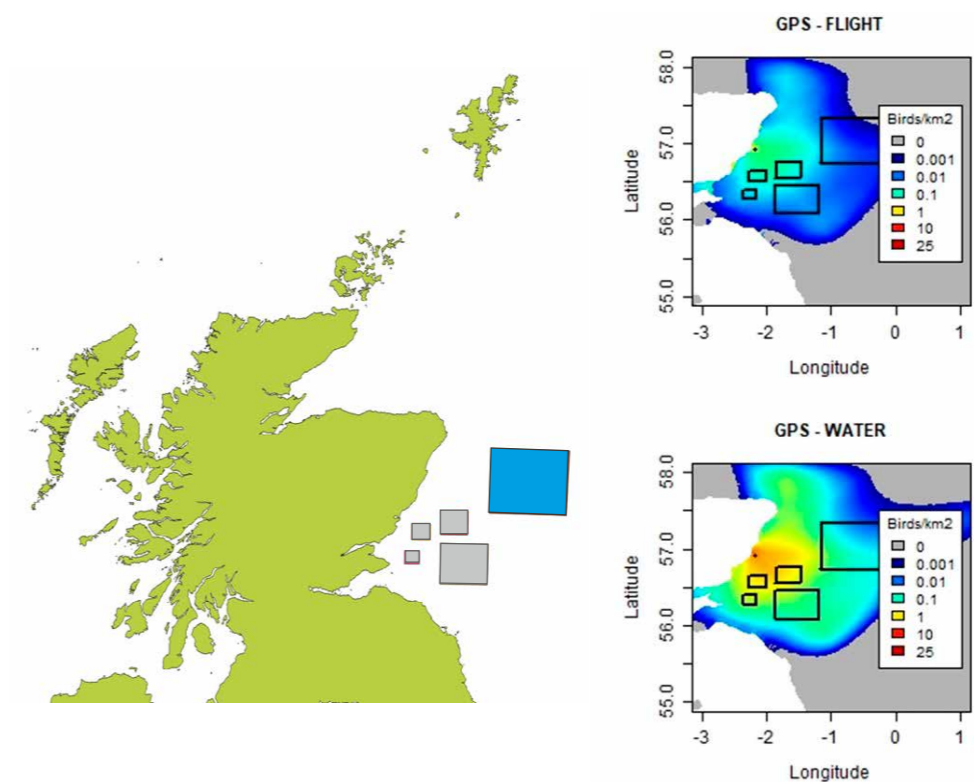 GPS - FLIGHT
58.0
57.0
56.0
55.0
Latitude
Birds/km2
0
0.001
0.01
0.1
1
10
25
-3 -2 -1 0 1
Longitude
GPS - WATER
58.0
57.0
56.0
55.0
Latitude
Birds/km2
0
0.001
0.01
0.1
1
10
25
-3 -2 -1 0 1
Longitude